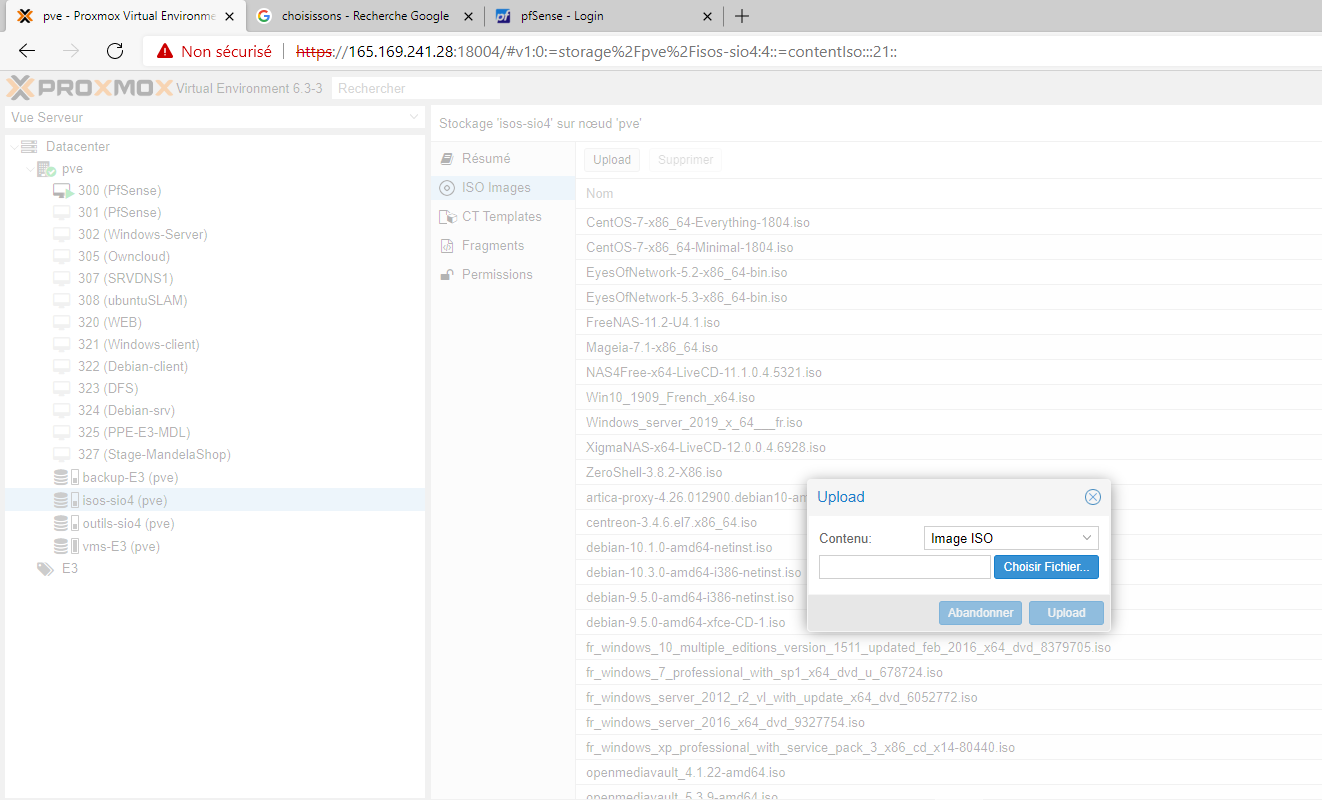 pve - Proxmox Virtual Environme
choisissons - Recherche Google
pfSense - Login
Non sécurisé
https://165.169.241.28:18004/#v1:0:=storage%2Fpve%2Fisos-sio4:4::=contentIso:::21::
PROXMOX Virtual Environment 6.3-3
Rechercher
Vue Serveur
Datacenter
pve
300 (PfSense)
301 (PfSense)
302 (Windows-Server)
305 (Owncloud)
307 (SRVDNS1)
308 (ubuntuSLAM)
320 (WEB)
321 (Windows-client)
322 (Debian-client)
323 (DFS)
324 (Debian-srv)
325 (PPE-E3-MDL)
327 (Stage-MandelaShop)
backup-E3 (pve)
isos-sio4 (pve)
outils-sio4 (pve)
vms-E3 (pve)
E3
Stockage 'isos-sio4' sur nœud 'pve'
Résumé
ISO Images
CT Templates
Fragments
Permissions
Upload
Supprimer
Nom
CentOS-7-x86_64-Everything-1804.iso
CentOS-7-x86_64-Minimal-1804.iso
EyesOfNetwork-5.2-x86_64-bin.iso
EyesOfNetwork-5.3-x86_64-bin.iso
FreeNAS-11.2-U4.1.iso
Mageia-7.1-x86_64.iso
NAS4Free-x64-LiveCD-11.1.0.4.5321.iso
Win10_1909_French_x64.iso
Windows_server_2019_x_64___fr.iso
XigmaNAS-x64-LiveCD-12.0.0.4.6928.iso
ZeroShell-3.8.2-X86.iso
artica-proxy-4.26.012900.debian10-am
centreon-3.4.6.el7.x86_64.iso
debian-10.1.0-amd64-netinst.iso
debian-10.3.0-amd64-i386-netinst.iso
debian-9.5.0-amd64-i386-netinst.iso
debian-9.5.0-amd64-xfce-CD-1.iso
fr_windows_10_multiple_editions_version_1511_updated_feb_2016_x64_dvd_8379705.iso
fr_windows_7_professional_with_sp1_x64_dvd_u_678724.iso
fr_windows_server_2012_r2_vl_with_update_x64_dvd_6052772.iso
fr_windows_server_2016_x64_dvd_9327754.iso
fr_windows_xp_professional_with_service_pack_3_x86_cd_x14-80440.iso
openmediavault_4.1.22-amd64.iso
openmediavault_5.3.9-amd64.iso
Upload
Contenu:
Image ISO
Choisir Fichier...
Abandonner
Upload